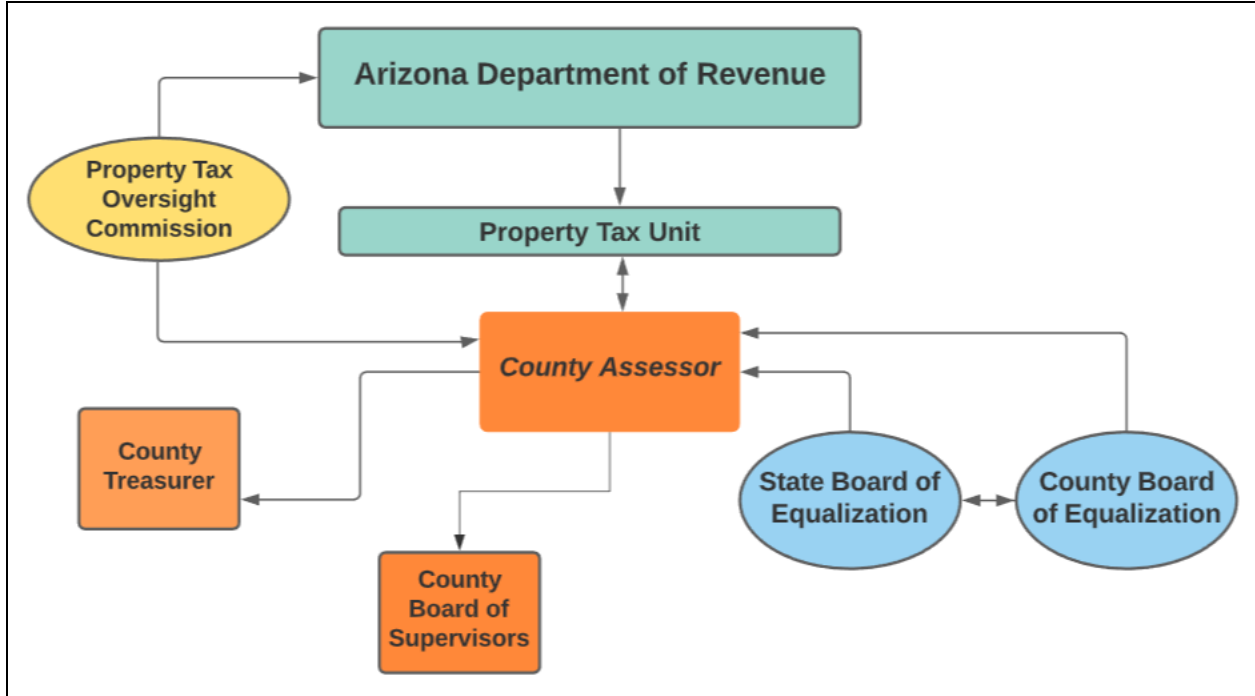 Arizona Department of Revenue
Property Tax
Oversight
Commission
Property Tax Unit
County Assessor
County
Treasurer
State Board of
Equalization
County Board
of Equalization
County
Board of
Supervisors